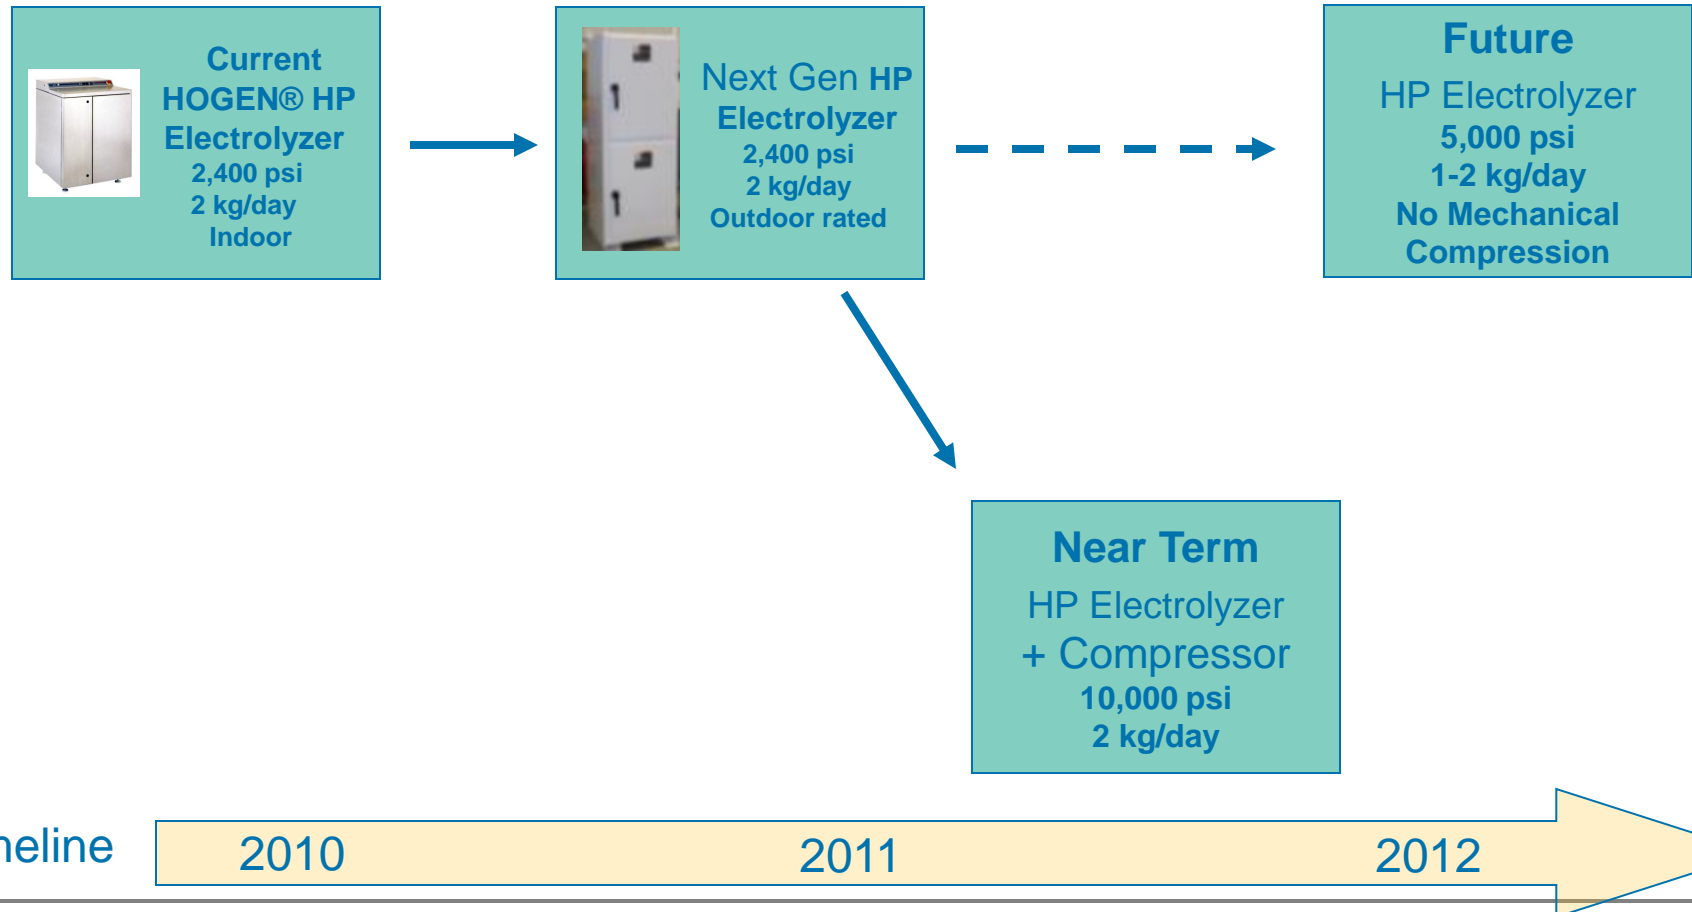 Current
HOGEN® HP
Electrolyzer
2,400 psi
2 kg/day
Indoor
Next Gen HP
Electrolyzer
2,400 psi
2 kg/day
Outdoor rated
Future
HP Electrolyzer
5,000 psi
1-2 kg/day
No Mechanical
Compression
Near Term
HP Electrolyzer
+ Compressor
10,000 psi
2 kg/day
neline
2010
2011
2012